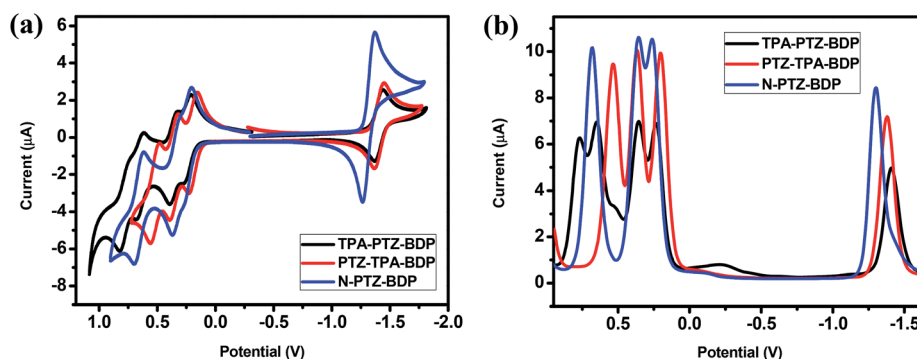 (a)
6
4
2
0
-2
-4
-6
-8
Current (μA)
TPA-PTZ-BDP
PTZ-TPA-BDP
N-PTZ-BDP
1.0 0.5 0.0 -0.5 -1.0 -1.5 -2.0
Potential (V)
(b)
10
8
6
4
2
0
Current (μA)
TPA-PTZ-BDP
PTZ-TPA-BDP
N-PTZ-BDP
0.5 0.0 -0.5 -1.0 -1.5
Potential (V)